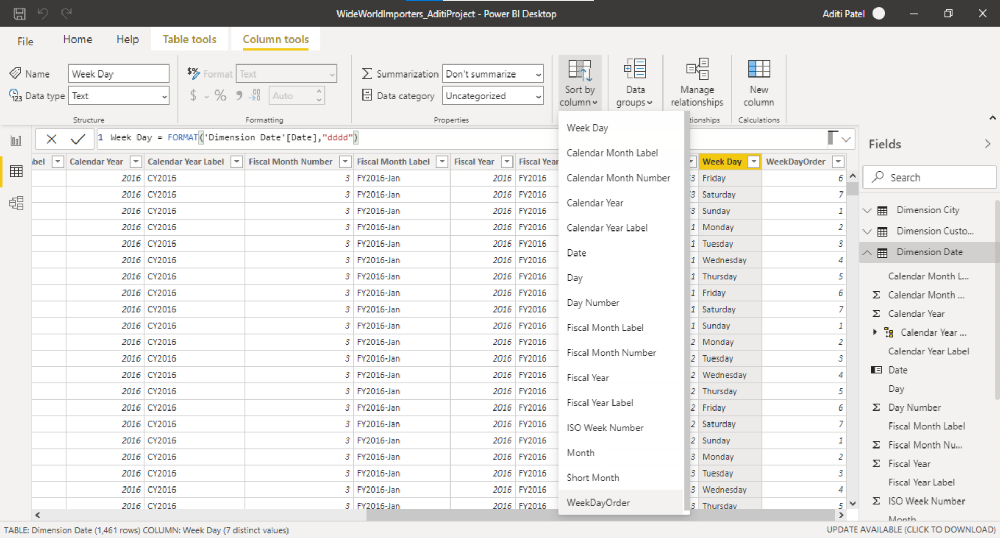 WideWorldImporters_AditiProject - Power BI Desktop
Aditi Patel
File Home Help Table tools Column tools
Name Week Day
$% Format Text
Σ Summarization Don't summarize
Sort by column
Data groups
Manage relationships
New column
123 Data type Text
$ % 9 .00 Auto
Data category Uncategorized
Structure Formatting Properties tionships Calculations
1 Week Day = FORMAT('Dimension Date'[Date],"dddd")
bel Calendar Year Calendar Year Label Fiscal Month Number Fiscal Month Label Fiscal Year Fiscal Year Week Day WeekDayOrder
2016 CY2016 3 FY2016-Jan 2016 FY2016 3 Friday 6
2016 CY2016 3 FY2016-Jan 2016 FY2016 3 Saturday 7
2016 CY2016 3 FY2016-Jan 2016 FY2016 3 Sunday 1
2016 CY2016 3 FY2016-Jan 2016 FY2016 1 Monday 2
2016 CY2016 3 FY2016-Jan 2016 FY2016 1 Tuesday 3
2016 CY2016 3 FY2016-Jan 2016 FY2016 1 Wednesday 4
2016 CY2016 3 FY2016-Jan 2016 FY2016 1 Thursday 5
2016 CY2016 3 FY2016-Jan 2016 FY2016 1 Friday 6
2016 CY2016 3 FY2016-Jan 2016 FY2016 1 Saturday 7
2016 CY2016 3 FY2016-Jan 2016 FY2016 1 Sunday 1
2016 CY2016 3 FY2016-Jan 2016 FY2016 2 Monday 2
2016 CY2016 3 FY2016-Jan 2016 FY2016 2 Tuesday 3
2016 CY2016 3 FY2016-Jan 2016 FY2016 2 Wednesday 4
2016 CY2016 3 FY2016-Jan 2016 FY2016 2 Thursday 5
2016 CY2016 3 FY2016-Jan 2016 FY2016 2 Friday 6
2016 CY2016 3 FY2016-Jan 2016 FY2016 2 Saturday 7
2016 CY2016 3 FY2016-Jan 2016 FY2016 2 Sunday 1
2016 CY2016 3 FY2016-Jan 2016 FY2016 3 Monday 2
2016 CY2016 3 FY2016-Jan 2016 FY2016 3 Tuesday 3
2016 CY2016 3 FY2016-Jan 2016 FY2016 3 Wednesday 4
2016 CY2016 3 FY2016-Jan 2016 FY2016 3 Thursday 5
Week Day
Calendar Month Label
Calendar Month Number
Calendar Year
Calendar Year Label
Date
Day
Day Number
Fiscal Month Label
Fiscal Month Number
Fiscal Year
Fiscal Year Label
ISO Week Number
Month
Short Month
WeekDayOrder
Fields
Search
Dimension City
Dimension Custo...
Dimension Date
Calendar Month L...
Σ Calendar Month ...
Σ Calendar Year
Calendar Year ...
Calendar Year Label
Date
Day
Σ Day Number
Fiscal Month Label
Σ Fiscal Month Nu...
Σ Fiscal Year
Fiscal Year Label
Σ ISO Week Number
Month
TABLE: Dimension Date (1,461 rows) COLUMN: Week Day (7 distinct values)
UPDATE AVAILABLE (CLICK TO DOWNLOAD)